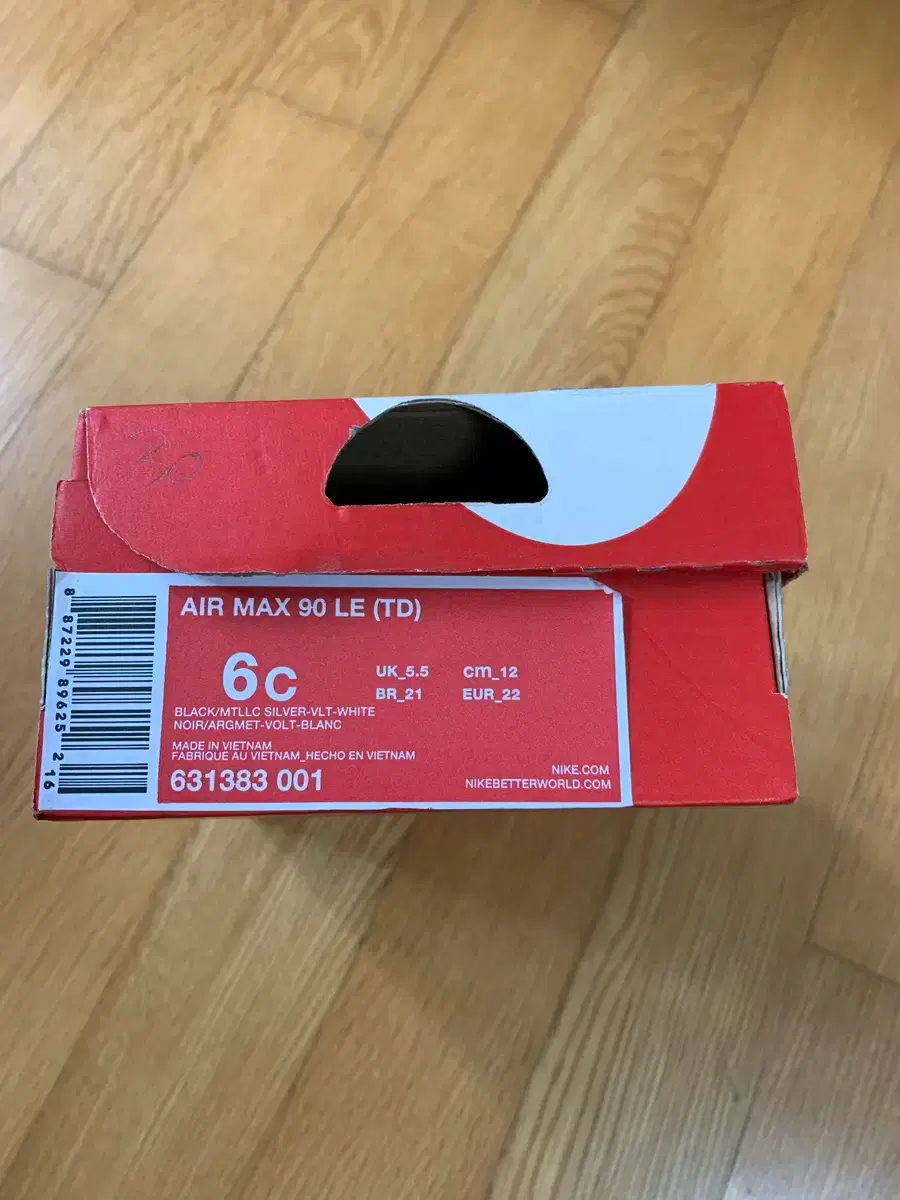 30
AIR MAX 90 LE (TD)
6C
UK_5.5 cm_12
BR_21 EUR_22
BLACK/MTLLC SILVER-VLT-WHITE
NOIR/ARGMET-VOLT-BLANC
MADE IN VIETNAM
FABRIQUE AU VIETNAM_HECHO EN VIETNAM
631383 001
NIKE.COM
NIKEBETTERWORLD.COM
8 87229 89625 2 16